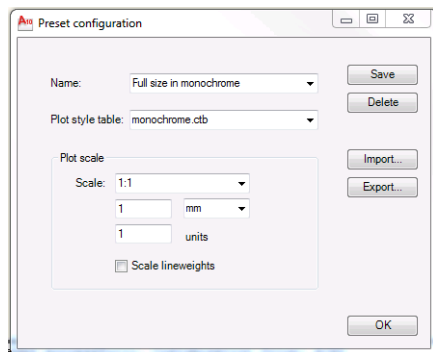 Preset configuration
Name: Full size in monochrome
Save
Delete
Plot style table: monochrome.ctb
Plot scale
Import...
Scale: 1:1
Export...
1 mm
1 units
Scale lineweights
OK